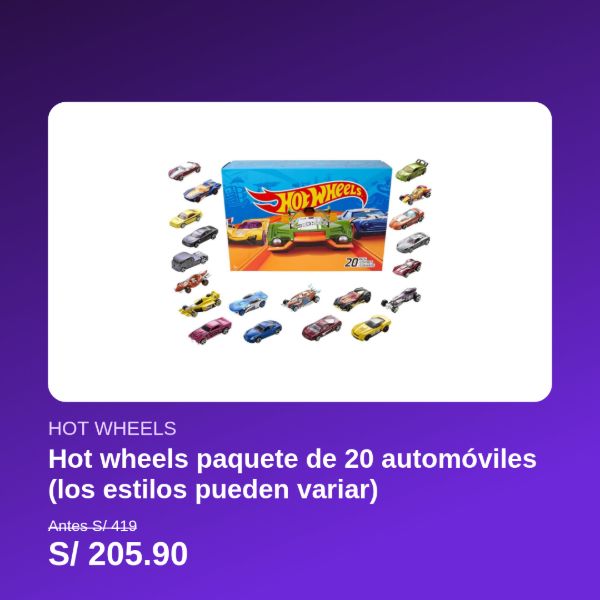 HOT WHEELS
20
HOT WHEELS
Hot wheels paquete de 20 automóviles
(los estilos pueden variar)
Antes S/ 419
S/ 205.90